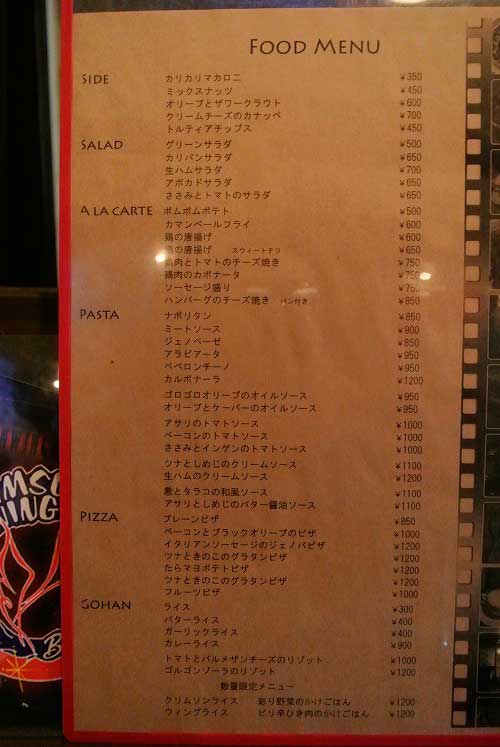 FOOD MENU
SIDE カリカリマカロニ ¥350
ミックスナッツ ¥450
オリーブとザワークラウト ¥600
クリームチーズのカナッペ ¥700
トルティアチップス ¥450
SALAD グリーンサラダ ¥500
カリパンサラダ ¥650
生ハムサラダ ¥700
アボカドサラダ ¥650
ささみとトマトのサラダ ¥650
A LA CARTE ポムポムポテト ¥500
カマンベールフライ ¥600
鶏の唐揚げ ¥600
の唐揚げ スウィートチリ ¥650
鶏肉とトマトのチーズ焼き ¥750
鶏肉のカポナータ ¥750
ソーセージ盛り ¥750
ハンバーグのチーズ焼き パン付き ¥850
PASTA ナポリタン ¥850
ミートソース ¥900
ジェノベーゼ ¥850
アラビアータ ¥950
ペペロンチーノ ¥950
カルボナーラ ¥1200
ゴロゴロオリーブのオイルソース ¥950
オリーブとケーパーのオイルソース ¥950
アサリのトマトソース ¥1000
ベーコンのトマトソース ¥1000
ささみとインゲンのトマトソース ¥1000
ツナとしめじのクリームソース ¥1100
生ハムのクリームソース ¥1200
葱とタラコの和風ソース ¥1100
アサリとしめじのバター醤油ソース ¥1100
PIZZA プレーンピザ ¥850
ベーコンとブラックオリーブのピザ ¥1000
イタリアンソーセージのジェノバピザ ¥1200
ツナときのこのグラタンピザ ¥1200
たらマヨポテトピザ ¥1200
ツナときのこのグラタンピザ ¥1200
フルーツピザ ¥1000
GOHAN ライス ¥300
バターライス ¥400
ガーリックライス ¥400
カレーライス ¥900
トマトとパルメザンチーズのリゾット ¥1000
ゴルゴンゾーラのリゾット ¥1200
数量限定メニュー
クリムソンライス 彩り野菜のかけごはん ¥1200
ウィングライス ピリ辛ひき肉のかけごはん ¥1200